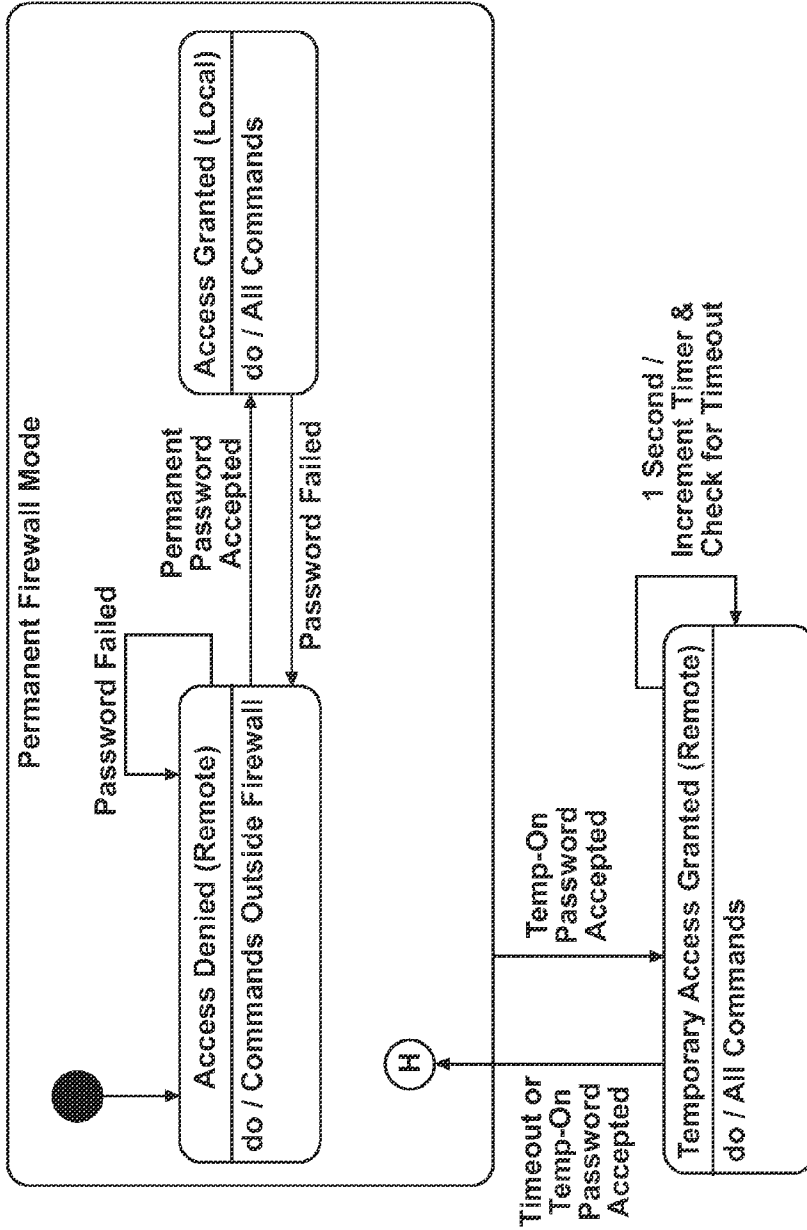 Permanent Firewall Mode
Password Failed
Access Denied (Remote)
do / Commands Outside Firewall
Permanent
Password
Accepted
Password Failed
Access Granted (Local)
do / All Commands
H
Timeout or
Temp-On
Password
Accepted
Temp-On
Password
Accepted
Temporary Access Granted (Remote)
do / All Commands
1 Second /
Increment Timer &
Check for Timeout